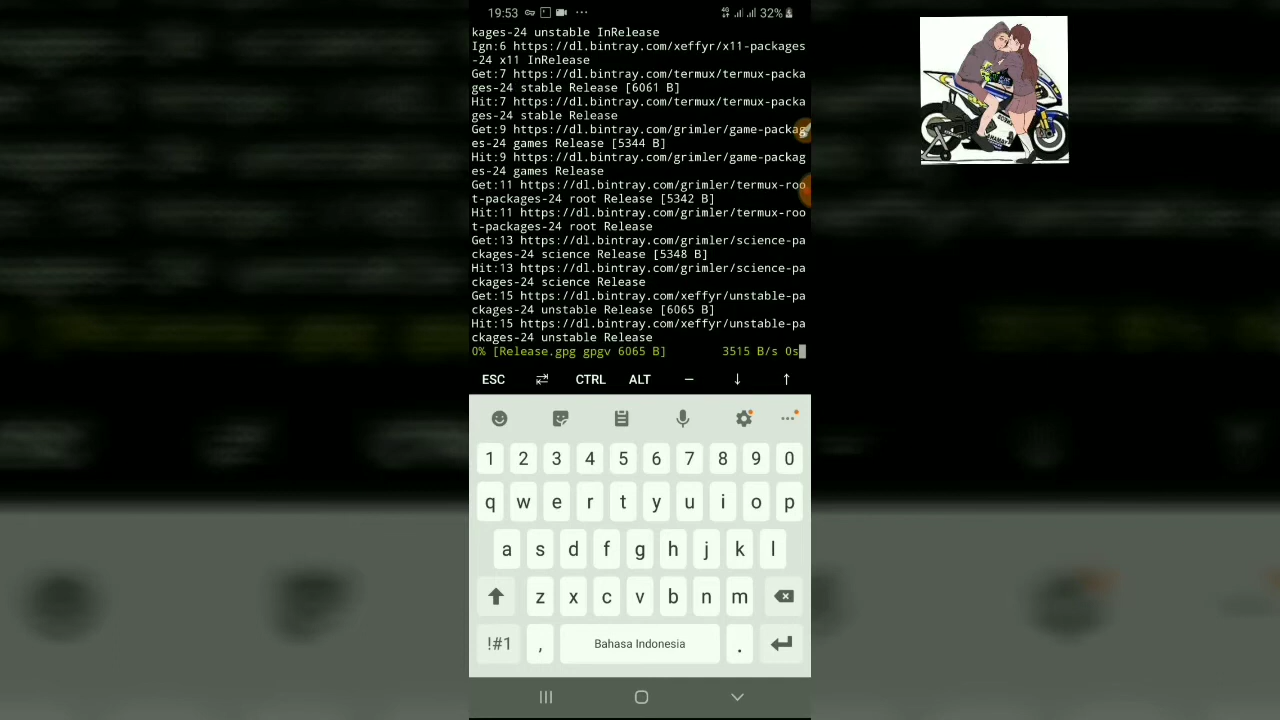 19:53 ... 4G 32%
kages-24 unstable InRelease
Ign:6 https://dl.bintray.com/xeffyr/x11-packages
-24 x11 InRelease
Get:7 https://dl.bintray.com/termux/termux-packa
ges-24 stable Release [6061 B]
Hit:7 https://dl.bintray.com/termux/termux-packa
ges-24 stable Release
Get:9 https://dl.bintray.com/grimler/game-packag
es-24 games Release [5344 B]
Hit:9 https://dl.bintray.com/grimler/game-packag
es-24 games Release
Get:11 https://dl.bintray.com/grimler/termux-roo
t-packages-24 root Release [5342 B]
Hit:11 https://dl.bintray.com/grimler/termux-roo
t-packages-24 root Release
Get:13 https://dl.bintray.com/grimler/science-pa
ckages-24 science Release [5348 B]
Hit:13 https://dl.bintray.com/grimler/science-pa
ckages-24 science Release
Get:15 https://dl.bintray.com/xeffyr/unstable-pa
ckages-24 unstable Release [6065 B]
Hit:15 https://dl.bintray.com/xeffyr/unstable-pa
ckages-24 unstable Release
0% [Release.gpg gpgv 6065 B] 3515 B/s 0s
ESC CTRL ALT –
1 2 3 4 5 6 7 8 9 0
q w e r t y u i o p
a s d f g h j k l
z x c v b n m
!#1 , Bahasa Indonesia .